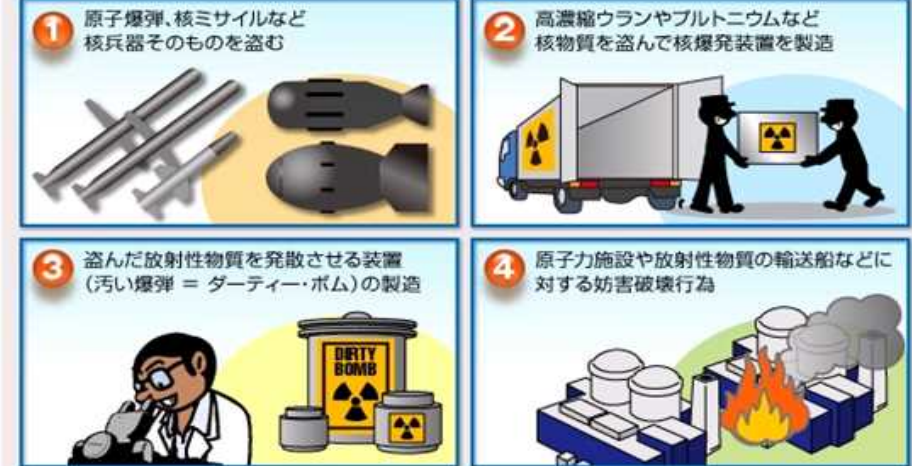 1
原子爆弾、核ミサイルなど
核兵器そのものを盗む
2
高濃縮ウランやプルトニウムなど
核物質を盗んで核爆発装置を製造
3
盗んだ放射性物質を発散させる装置
(汚い爆弾 = ダーティー・ボム)の製造
DIRTY
BOMB
4
原子力施設や放射性物質の輸送船などに
対する妨害破壊行為